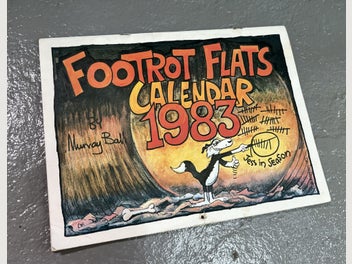 FOOTROT FLATS
CALENDAR
1983
by
Murray Ball
Jess in Season